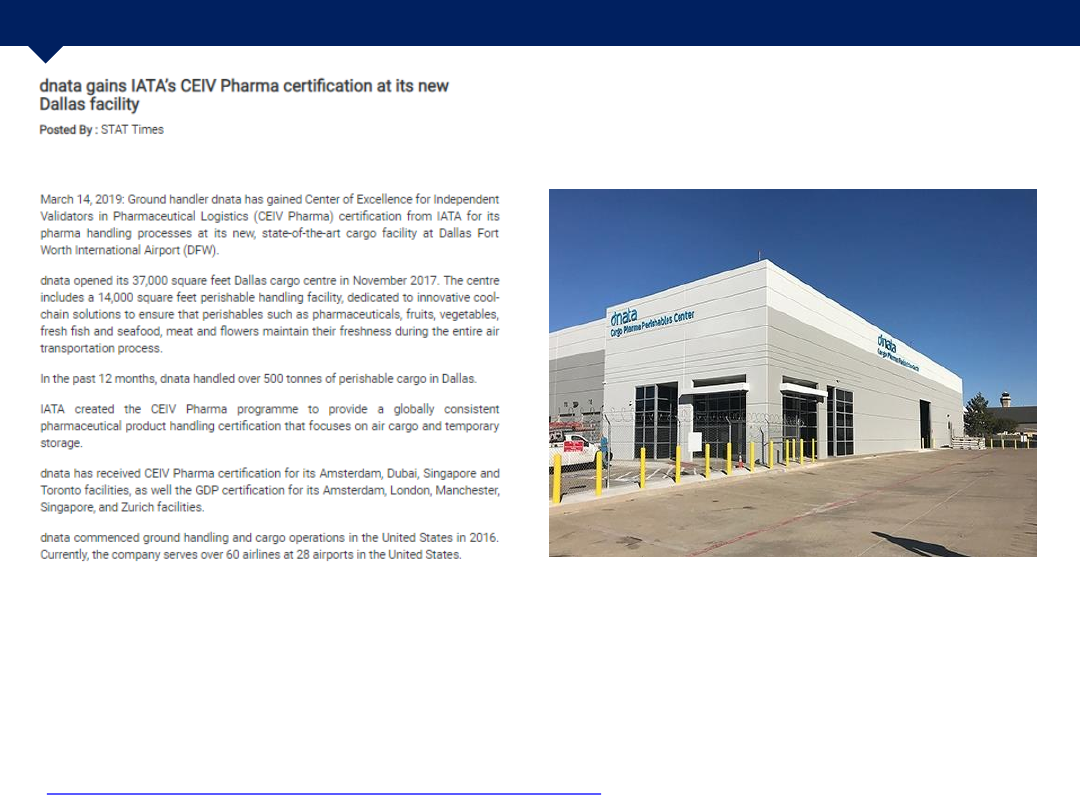 dnata gains IATA's CEIV Pharma certification at its new
Dallas facility
Posted By : STAT Times
March 14, 2019: Ground handler dnata has gained Center of Excellence for Independent
Validators in Pharmaceutical Logistics (CEIV Pharma) certification from IATA for its
pharma handling processes at its new, state-of-the-art cargo facility at Dallas Fort
Worth International Airport (DFW).
dnata opened its 37,000 square feet Dallas cargo centre in November 2017. The centre
includes a 14,000 square feet perishable handling facility, dedicated to innovative cool-
chain solutions to ensure that perishables such as pharmaceuticals, fruits, vegetables,
fresh fish and seafood, meat and flowers maintain their freshness during the entire air
transportation process.
In the past 12 months, dnata handled over 500 tonnes of perishable cargo in Dallas.
IATA created the CEIV Pharma programme to provide a globally consistent
pharmaceutical product handling certification that focuses on air cargo and temporary
storage.
dnata has received CEIV Pharma certification for its Amsterdam, Dubai, Singapore and
Toronto facilities, as well the GDP certification for its Amsterdam, London, Manchester,
Singapore, and Zurich facilities.
dnata commenced ground handling and cargo operations in the United States in 2016.
Currently, the company serves over 60 airlines at 28 airports in the United States.
dnata
Cargo Pharma Perishables Center
dnata
Cargo Pharma Perishables Center